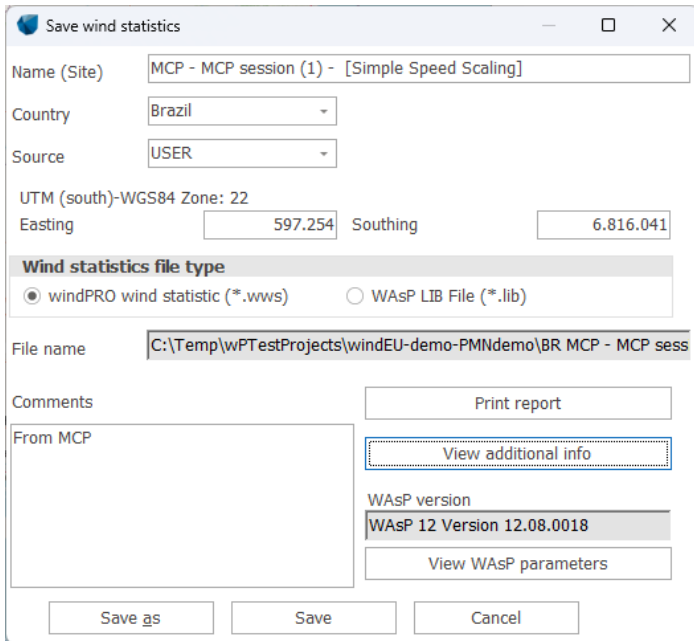 Save wind statistics
Name (Site) MCP - MCP session (1) -  [Simple Speed Scaling]
Country Brazil
Source USER
UTM (south)-WGS84 Zone: 22
Easting 597.254 Southing 6.816.041
Wind statistics file type
windPRO wind statistic (*.wws) WAsP LIB File (*.lib)
File name C:\Temp\wPTestProjects\windEU-demo-PMNdemo\BR MCP - MCP sess
Comments
Print report
From MCP
View additional info
WAsP version
WAsP 12 Version 12.08.0018
View WAsP parameters
Save as Save Cancel